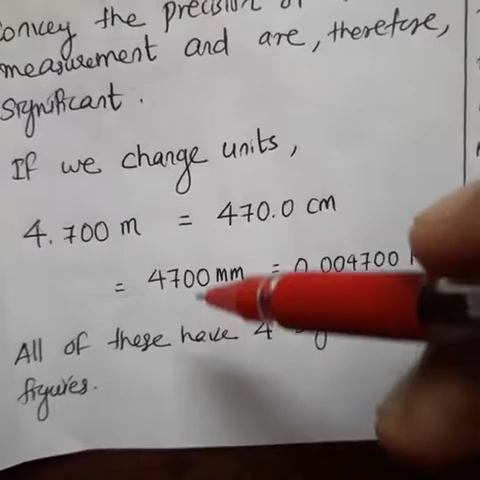 convey the precision of
measurement and are, therefore,
significant.
If we change units,
4.700 m = 470.0 cm
= 4700 mm = 0.004700
All of these have 4
figures.